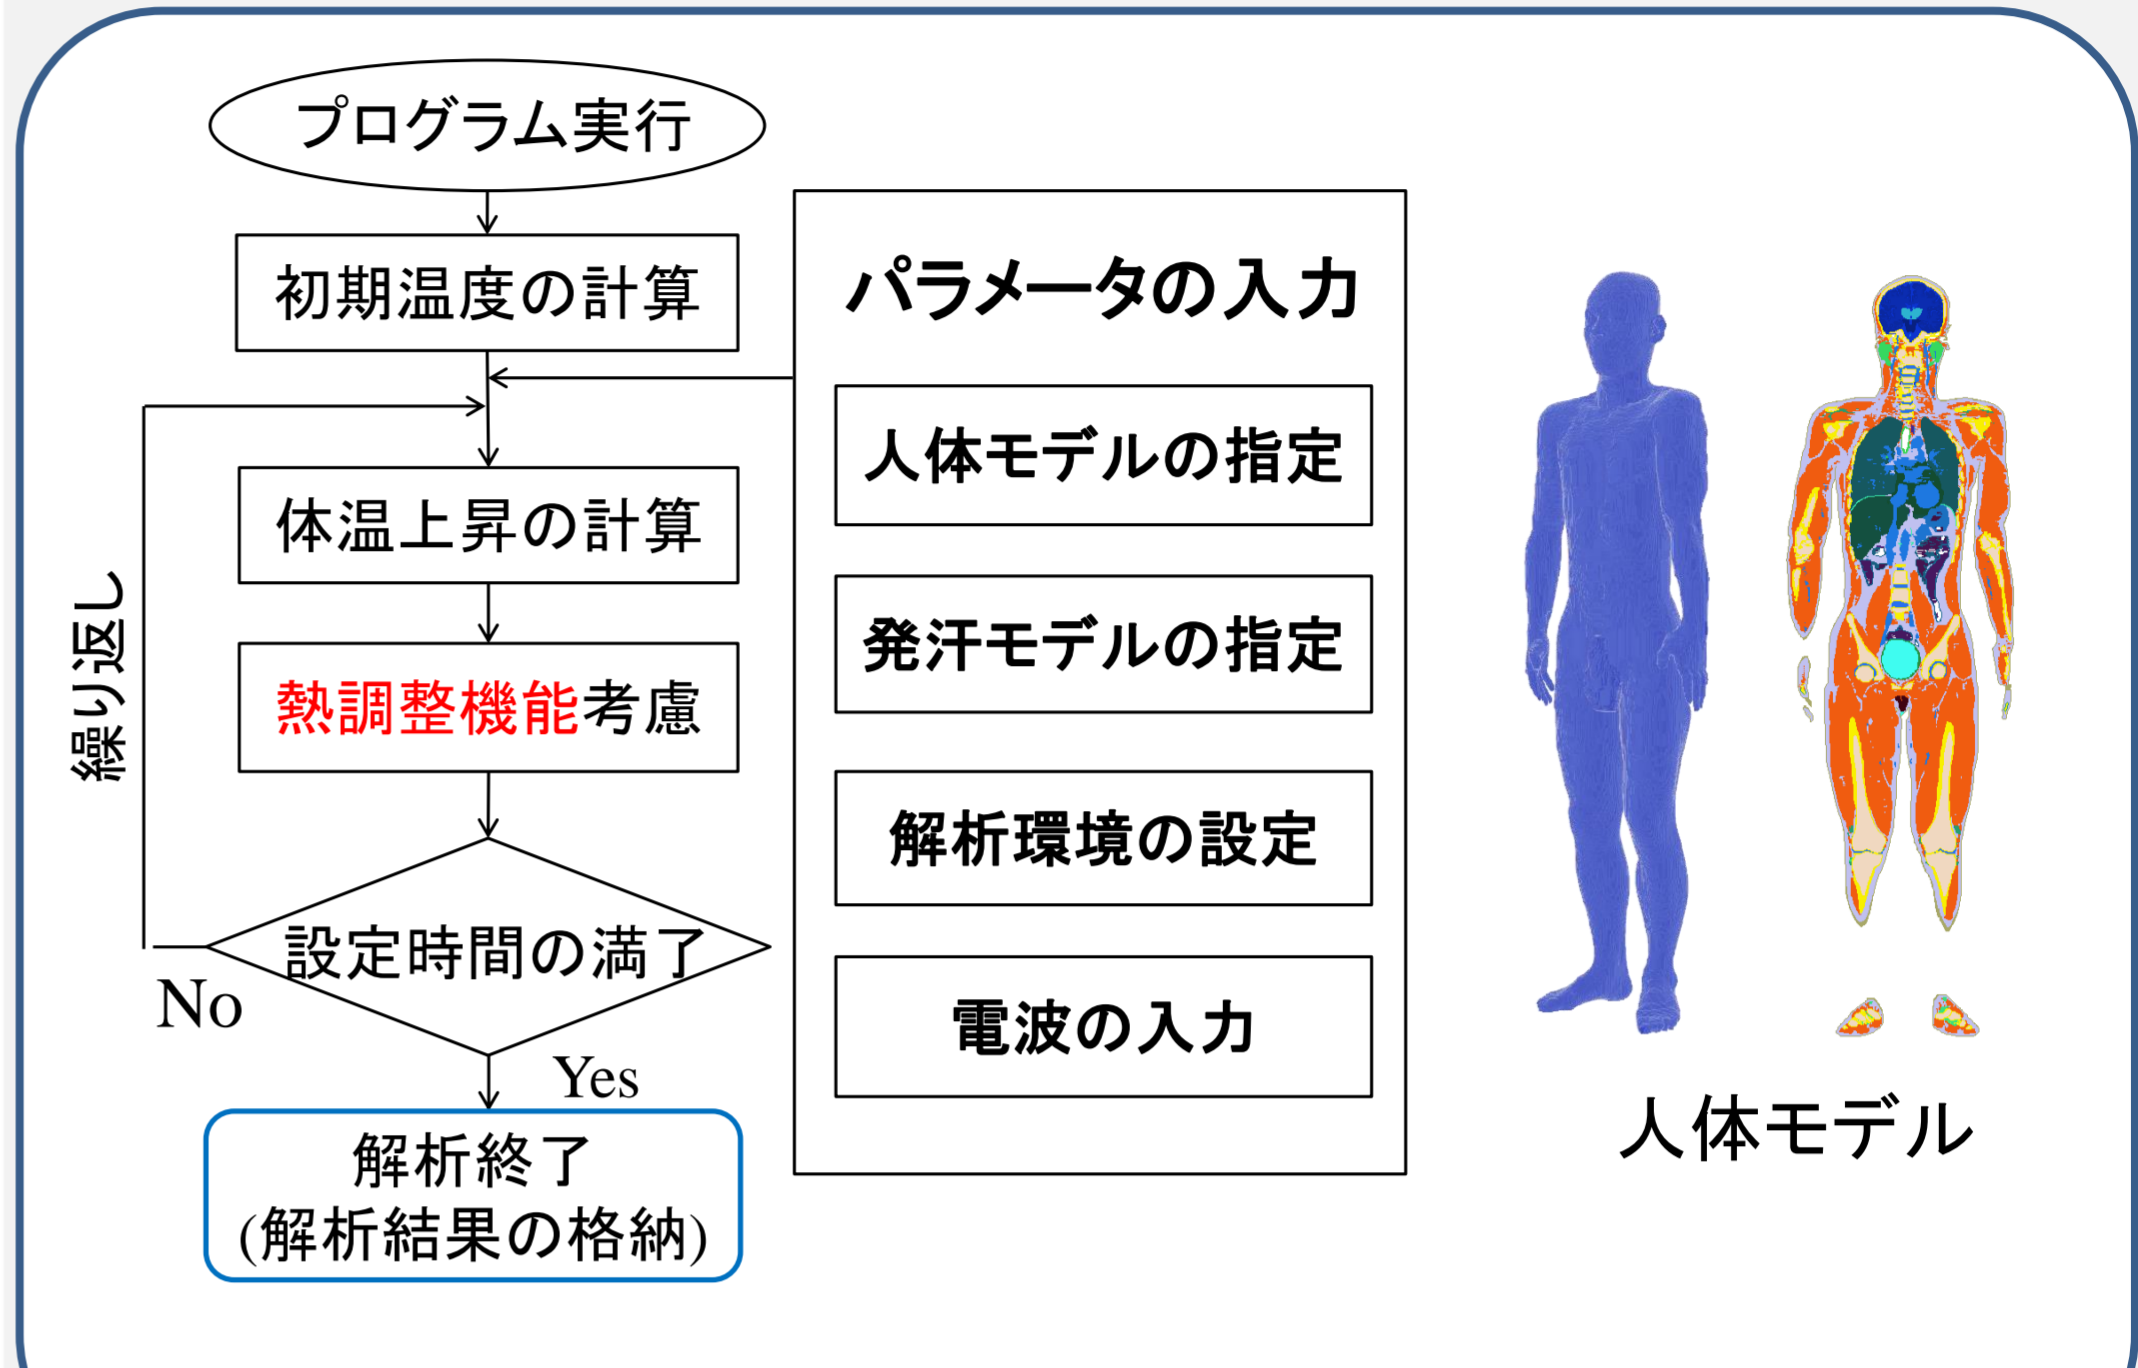 プログラム実行
初期温度の計算
体温上昇の計算
熱調整機能考慮
設定時間の満了
繰り返し
No
Yes
解析終了
(解析結果の格納)
パラメータの入力
人体モデルの指定
発汗モデルの指定
解析環境の設定
電波の入力
人体モデル